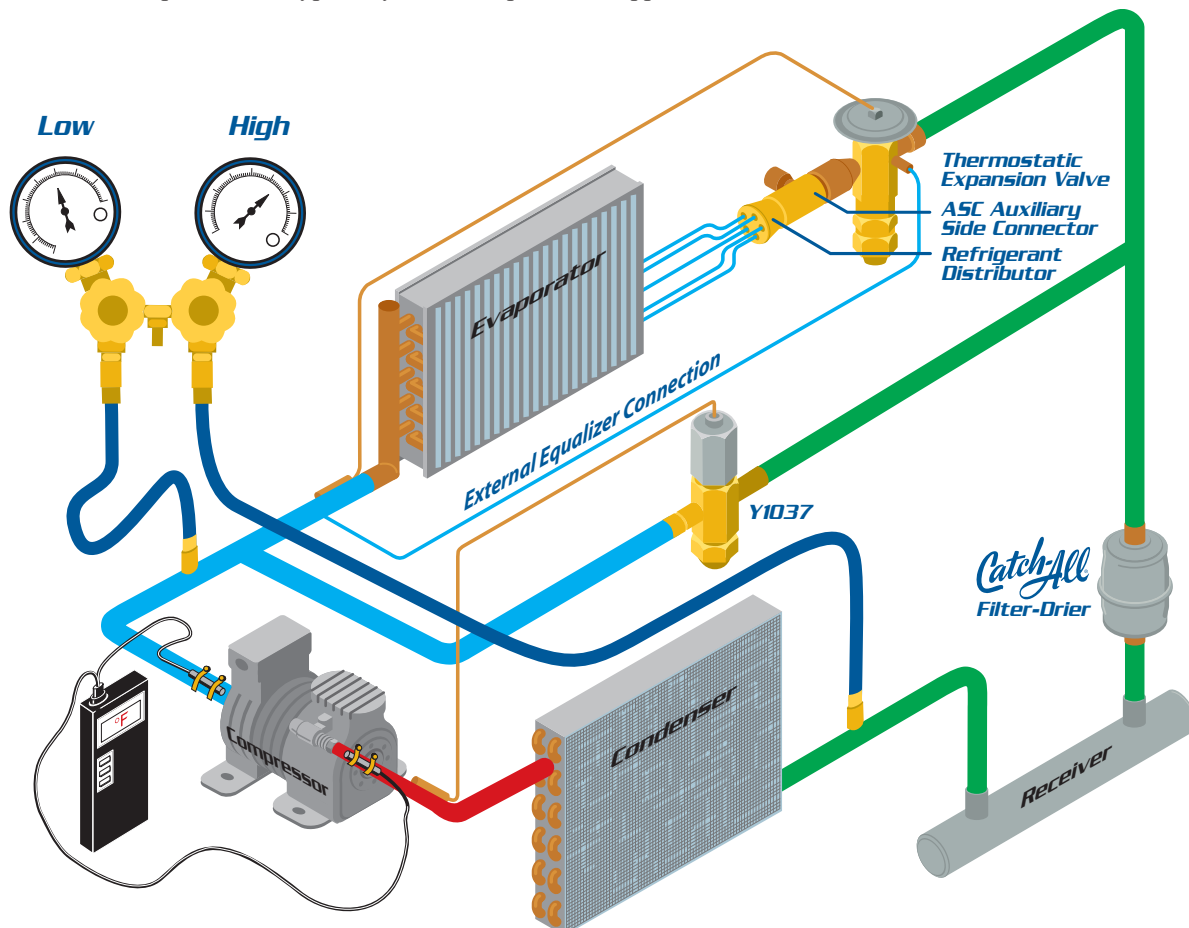 Low
High
Thermostatic
Expansion Valve
ASC Auxiliary
Side Connector
Refrigerant
Distributor
Evaporator
External Equalizer Connection
Y1037
Catch-All
Filter-Drier
°F
Compressor
Condenser
Receiver